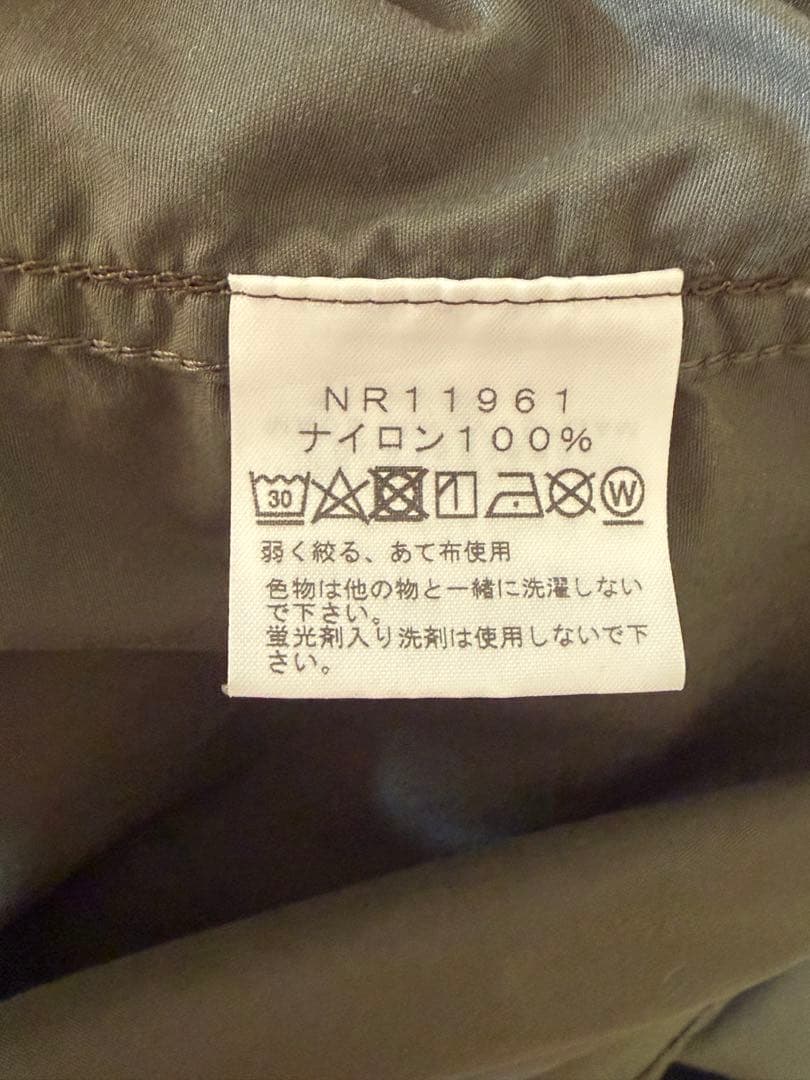 NR11961
ナイロン100%
30
W
弱く絞る、あて布使用
色物は他の物と一緒に洗濯しない
で下さい。
蛍光剤入り洗剤は使用しないで下
さい。